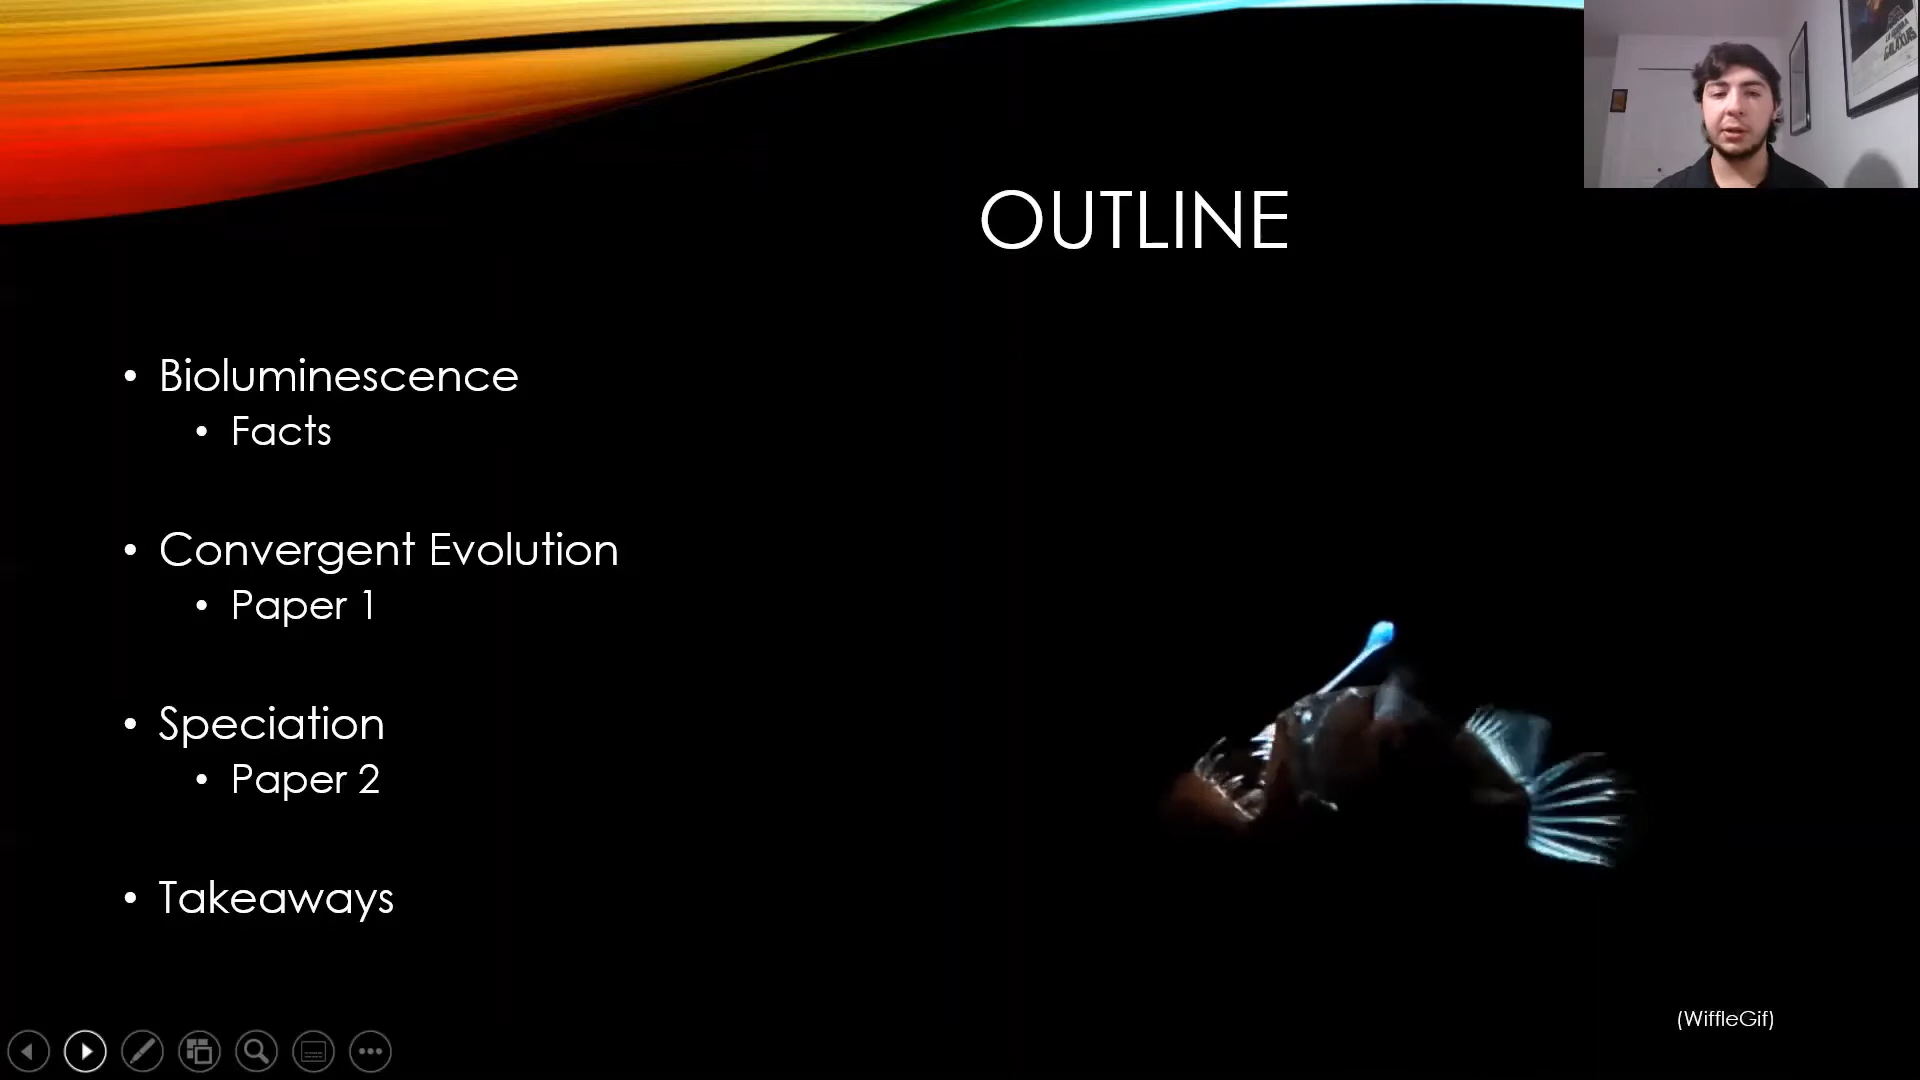 OUTLINE
• Bioluminescence
• Facts
• Convergent Evolution
• Paper 1
• Speciation
• Paper 2
• Takeaways
(WiffleGif)